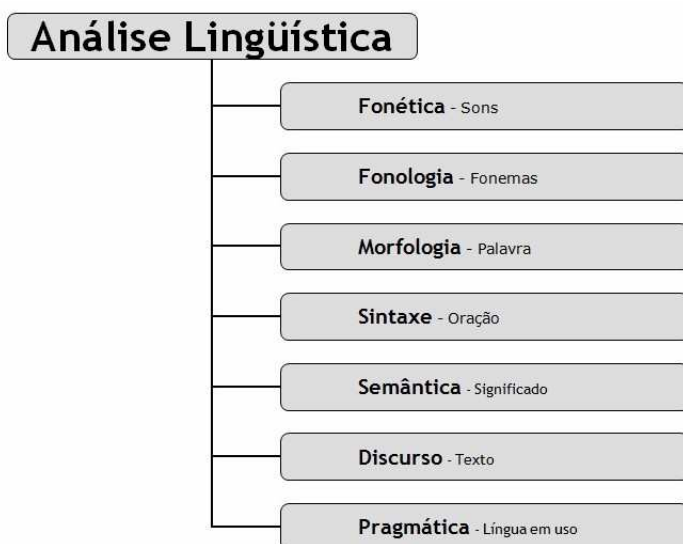 Análise Lingüística
Fonética - Sons
Fonologia - Fonemas
Morfologia - Palavra
Sintaxe - Oração
Semântica - Significado
Discurso - Texto
Pragmática - Língua em uso